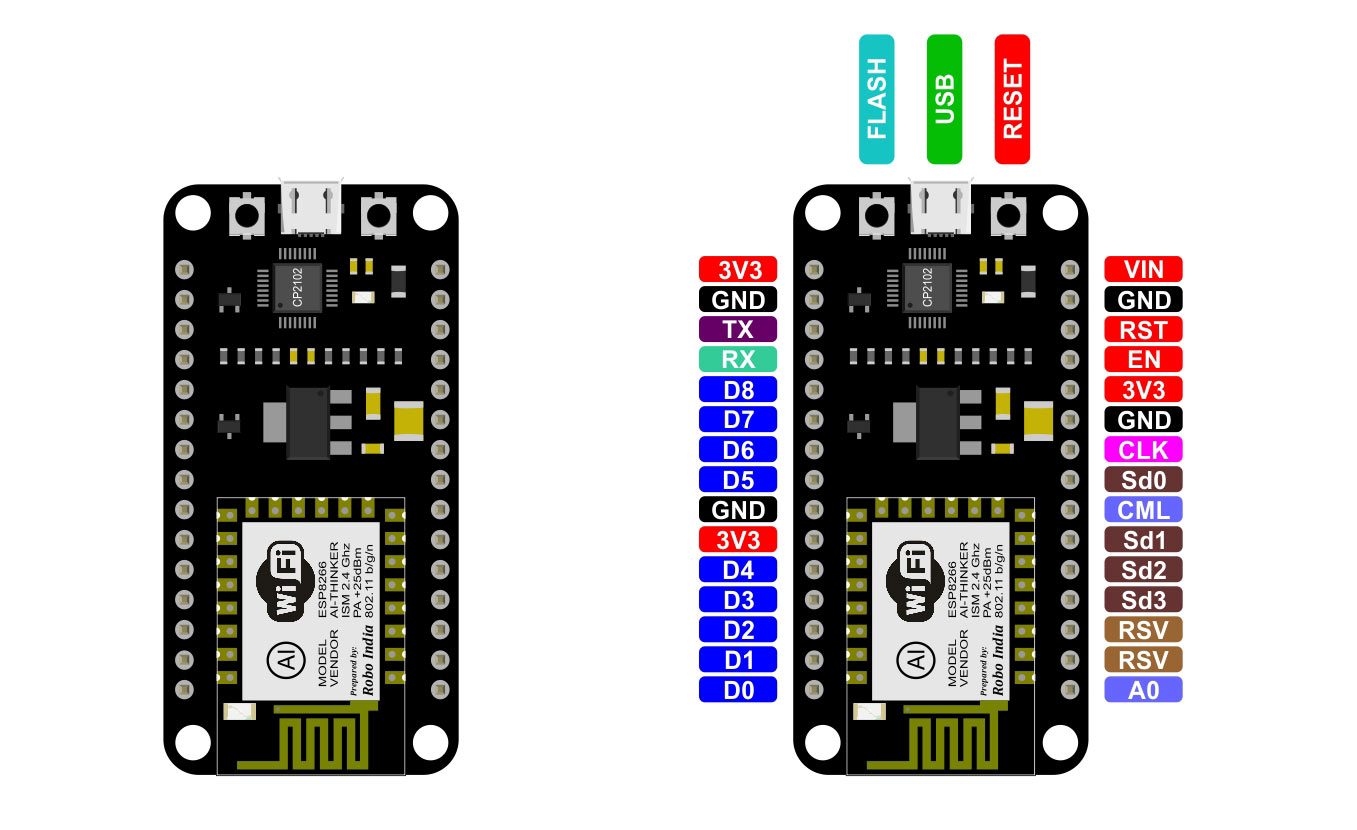 FLASH
USB
RESET
CP2102
Wi Fi
AI
MODEL ESP8266
VENDOR AI-THINKER
ISM 2.4 Ghz
PA +25dBm
802.11 b/g/n
Prepared by:
Robo India
CP2102
Wi Fi
AI
MODEL ESP8266
VENDOR AI-THINKER
ISM 2.4 Ghz
PA +25dBm
802.11 b/g/n
Prepared by:
Robo India
3V3
GND
TX
RX
D8
D7
D6
D5
GND
3V3
D4
D3
D2
D1
D0
VIN
GND
RST
EN
3V3
GND
CLK
Sd0
CML
Sd1
Sd2
Sd3
RSV
RSV
A0